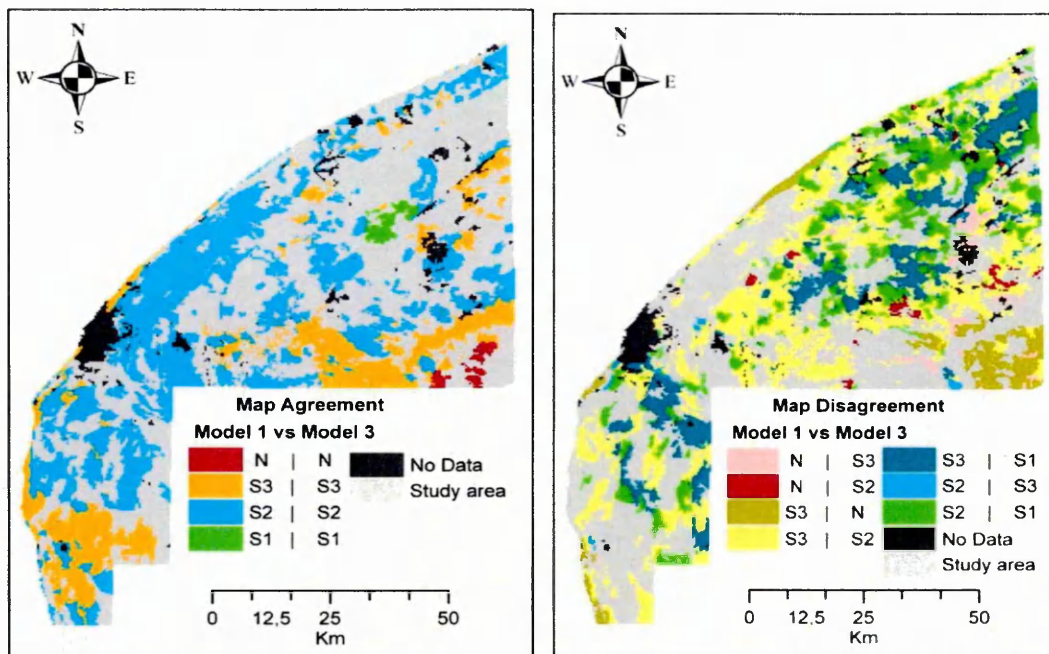 N
W E
S
Map Agreement
Model 1 vs Model 3
N | N
S3 | S3
S2 | S2
S1 | S1
No Data
Study area
0 12,5 25 50
Km
N
W E
S
Map Disagreement
Model 1 vs Model 3
N | S3
N | S2
S3 | N
S3 | S2
S3 | S1
S2 | S3
S2 | S1
No Data
Study area
0 12.5 25 50
Km